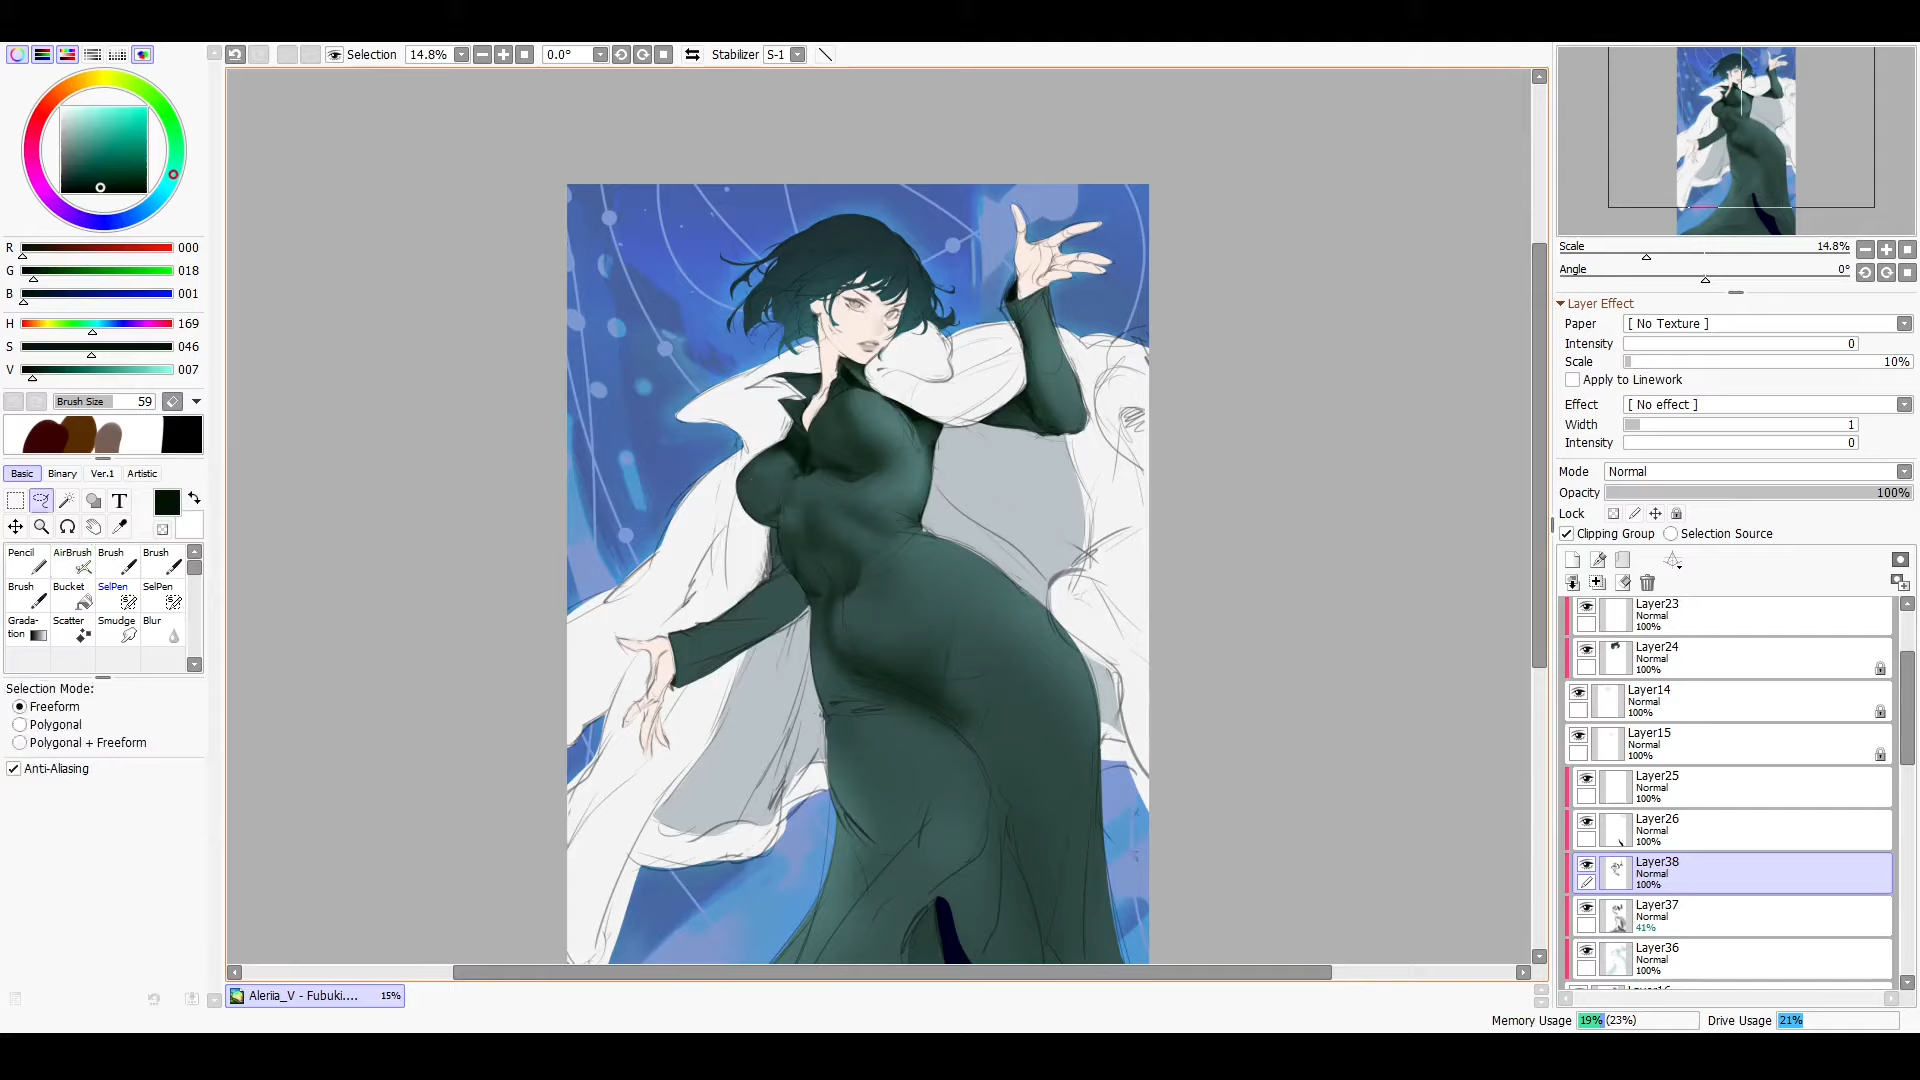 Selection 14.8% 0.0° Stabilizer S-1
R 000
G 018
B 001
H 169
S 046
V 007
Brush Size 59
Basic Binary Ver.1 Artistic
T
Pencil AirBrush Brush Brush
Brush Bucket SelPen SelPen
Grada-tion Scatter Smudge Blur
Selection Mode:
Freeform
Polygonal
Polygonal + Freeform
Anti-Aliasing
Aleriia_V - Fubuki.... 15%
Scale 14.8%
Angle 0°
Layer Effect
Paper [ No Texture ]
Intensity 0
Scale 10%
Apply to Linework
Effect [ No effect ]
Width 1
Intensity 0
Mode Normal
Opacity 100%
Lock
Clipping Group Selection Source
Layer23
Normal
100%
Layer24
Normal
100%
Layer14
Normal
100%
Layer15
Normal
100%
Layer25
Normal
100%
Layer26
Normal
100%
Layer38
Normal
100%
Layer37
Normal
41%
Layer36
Normal
100%
Memory Usage 19% (23%) Drive Usage 21%